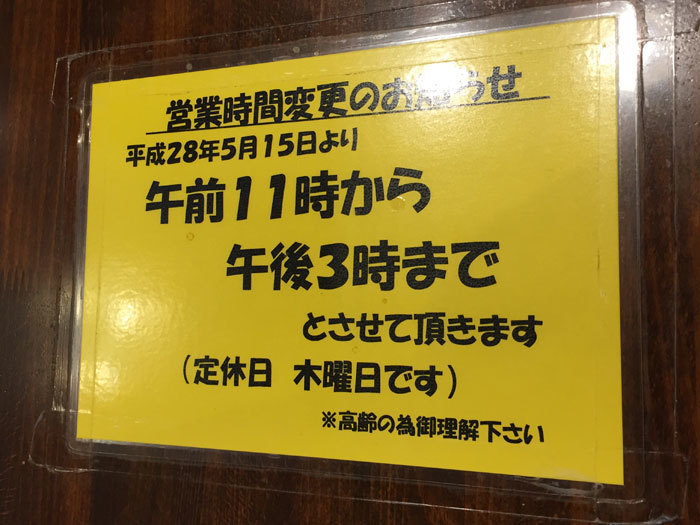 営業時間変更のお知らせ
平成28年5月15日より
午前11時から
午後3時まで
とさせて頂きます
(定休日 木曜日です)
※高齢の為御理解下さい